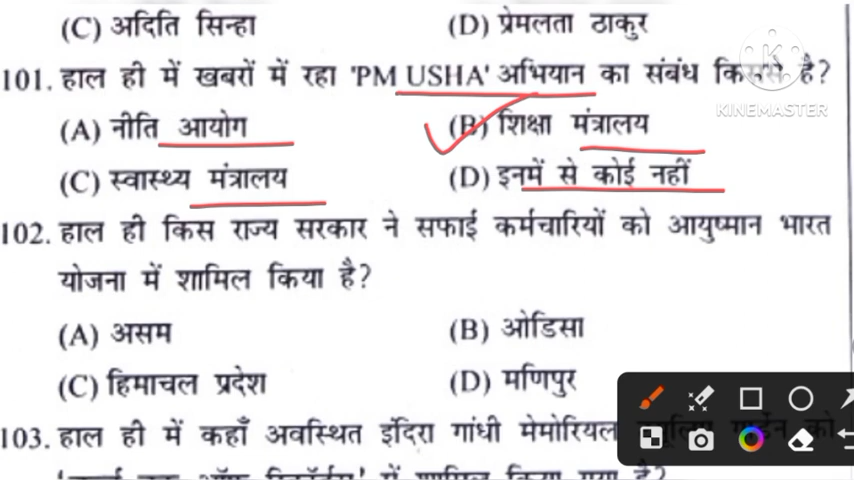 (C) अदिति सिन्हा (D) प्रेमलता ठाकुर
101. हाल ही में खबरों में रहा 'PM USHA' अभियान का संबंध किससे है?
KINEMASTER
(A) नीति आयोग (B) शिक्षा मंत्रालय
(C) स्वास्थ्य मंत्रालय (D) इनमें से कोई नहीं
102. हाल ही किस राज्य सरकार ने सफाई कर्मचारियों को आयुष्मान भारत
योजना में शामिल किया है?
(A) असम (B) ओडिसा
(C) हिमाचल प्रदेश (D) मणिपुर
103. हाल ही में कहाँ अवस्थित इंदिरा गांधी मेमोरियल को
में शामिल किया गया है?